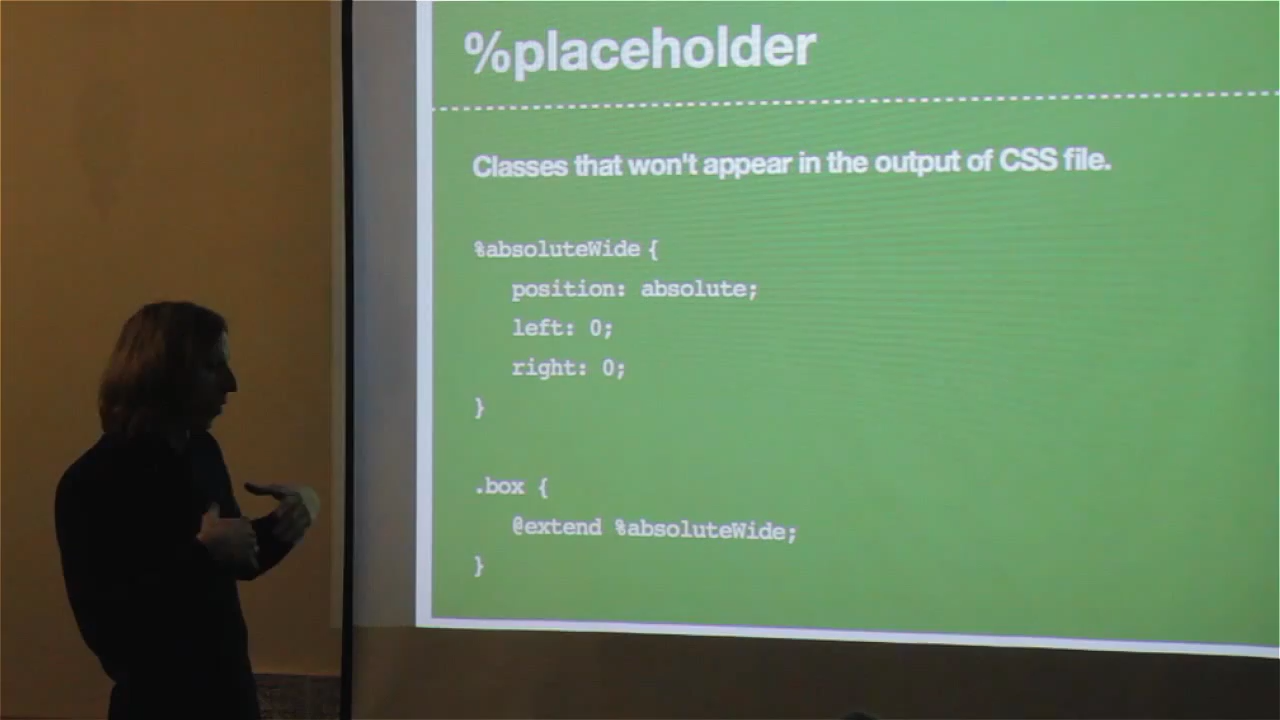 %placeholder
Classes that won't appear in the output of CSS file.
%absoluteWide {
position: absolute;
left: 0;
right: 0;
}
.box {
@extend %absoluteWide;
}